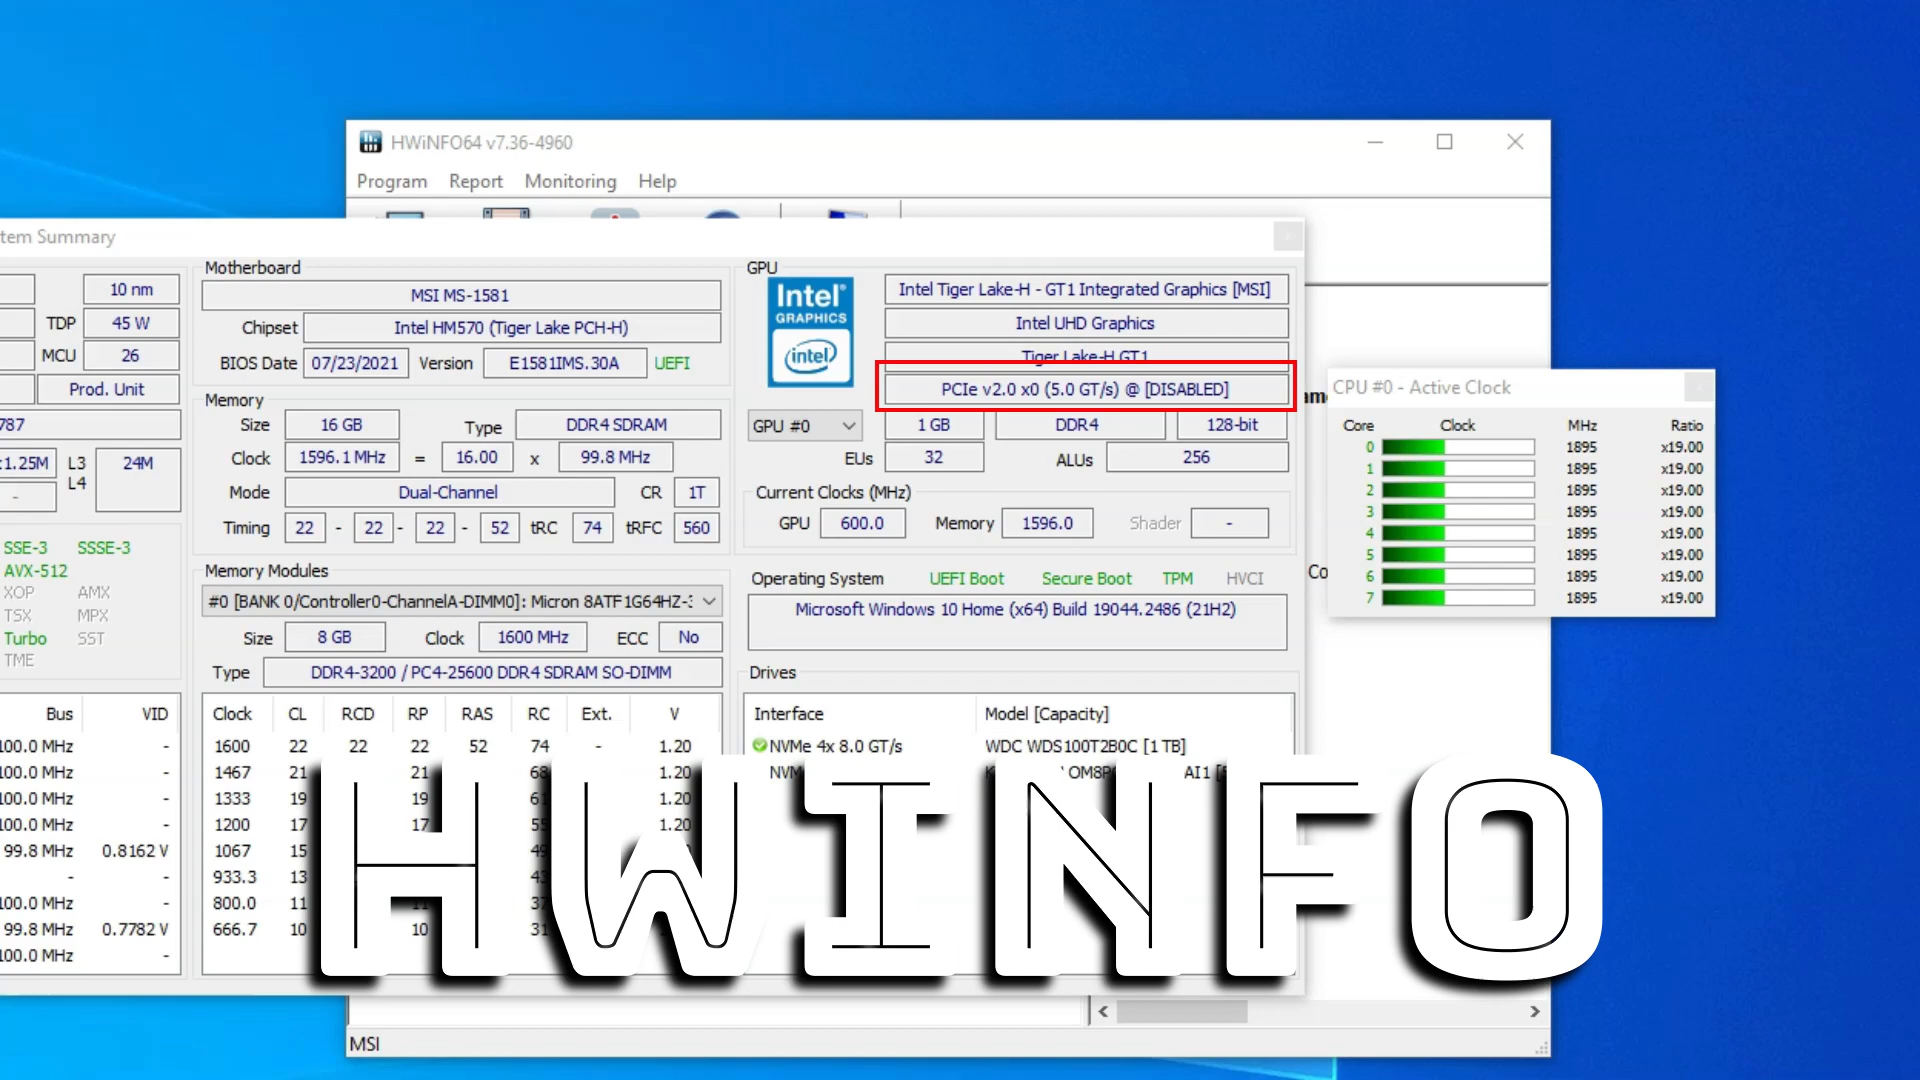 HWiNFO64 v7.36-4960
Program Report Monitoring Help
tem Summary
10 nm
TDP 45 W
MCU 26
Prod. Unit
787
:1.25M L3 24M
- L4
SSE-3 SSSE-3
AVX-512
XOP AMX
TSX MPX
Turbo SST
TME
Bus VID
100.0 MHz -
100.0 MHz -
100.0 MHz -
100.0 MHz -
99.8 MHz 0.8162 V
- -
100.0 MHz -
99.8 MHz 0.7782 V
100.0 MHz -
Motherboard
MSI MS-1581
Chipset Intel HM570 (Tiger Lake PCH-H)
BIOS Date 07/23/2021 Version E1581IMS.30A UEFI
Memory
Size 16 GB Type DDR4 SDRAM
Clock 1596.1 MHz = 16.00 x 99.8 MHz
Mode Dual-Channel CR 1T
Timing 22 - 22 - 22 - 52 tRC 74 tRFC 560
Memory Modules
#0 [BANK 0/Controller0-ChannelA-DIMM0]: Micron 8ATF1G64HZ-3
Size 8 GB Clock 1600 MHz ECC No
Type DDR4-3200 / PC4-25600 DDR4 SDRAM SO-DIMM
Clock CL RCD RP RAS RC Ext. V
1600 22 22 22 52 74 - 1.20
1467 21 21 68 1.20
1333 19 19 61 1.20
1200 17 17 55 1.20
1067 15
933.3 13
800.0 11 11 37
666.7 10 10 31
GPU
Intel®
GRAPHICS
intel
Intel Tiger Lake-H - GT1 Integrated Graphics [MSI]
Intel UHD Graphics
Tiger Lake-H GT1
PCIe v2.0 x0 (5.0 GT/s) @ [DISABLED]
GPU #0 1 GB DDR4 128-bit
EUs 32 ALUs 256
Current Clocks (MHz)
GPU 600.0 Memory 1596.0 Shader -
Operating System UEFI Boot Secure Boot TPM HVCI
Microsoft Windows 10 Home (x64) Build 19044.2486 (21H2)
Drives
Interface Model [Capacity]
NVMe 4x 8.0 GT/s WDC WDS100T2B0C [1 TB]
NVM OM8P AI1 [
CPU #0 - Active Clock
Core Clock MHz Ratio
0 1895 x19.00
1 1895 x19.00
2 1895 x19.00
3 1895 x19.00
4 1895 x19.00
5 1895 x19.00
6 1895 x19.00
7 1895 x19.00
ame
Co
HWINFO
MSI